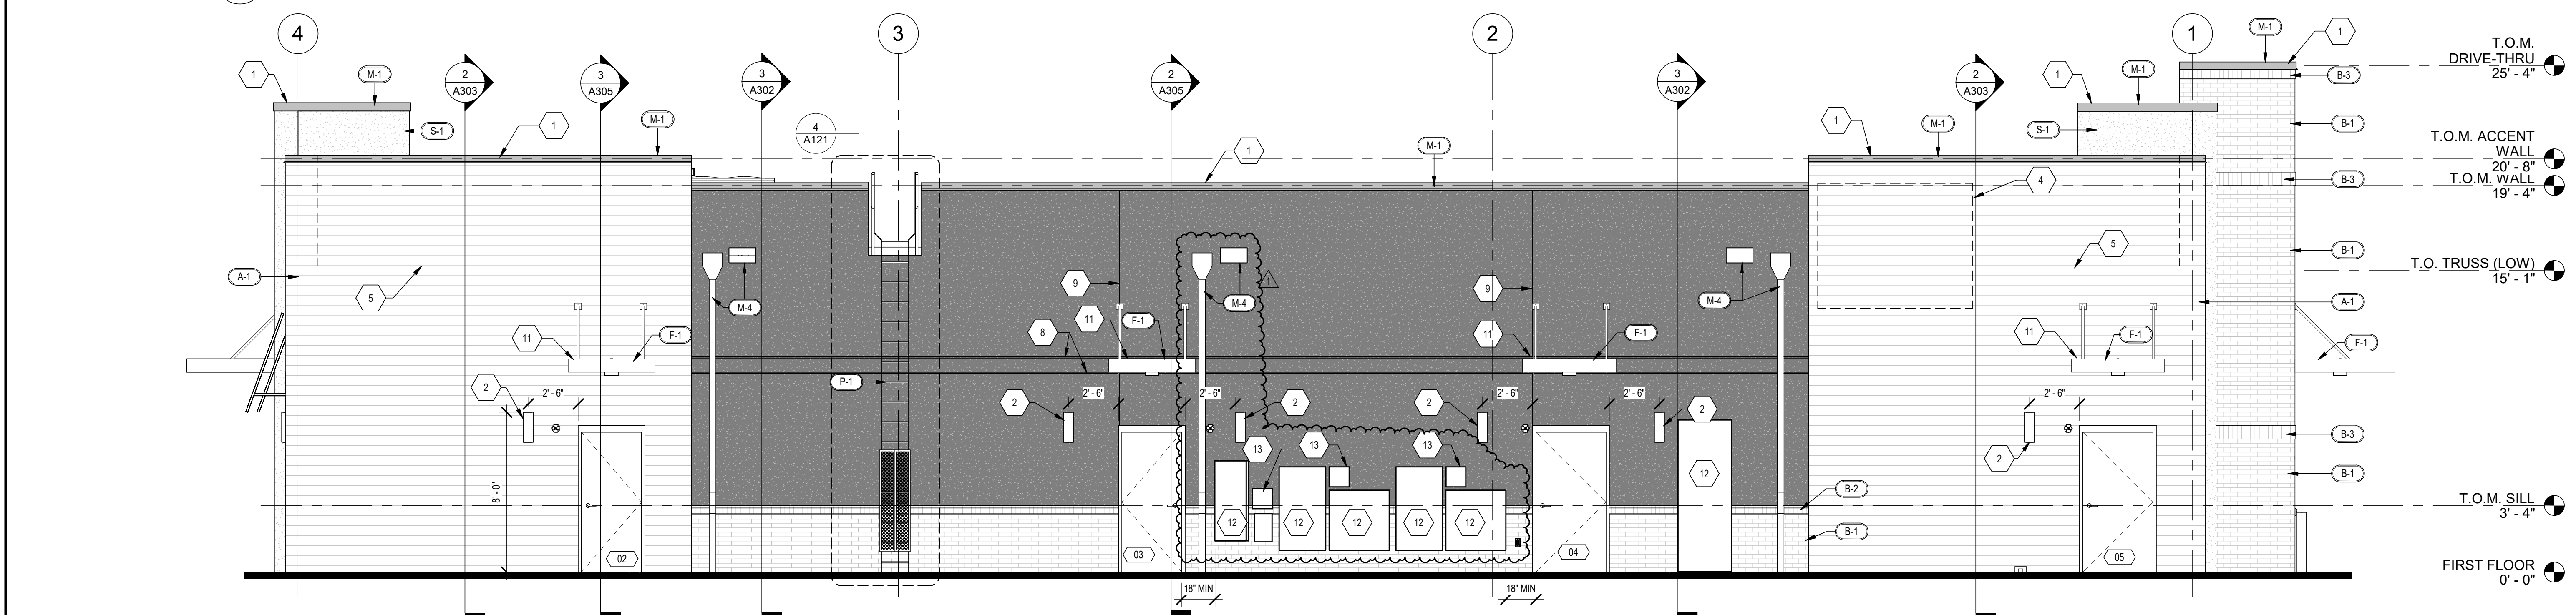 4
3
2
1
T.O.M.
DRIVE-THRU
25' - 4"
M-1
1
B-3
1
M-1
2
A303
3
A305
3
A302
2
A305
3
A302
2
A303
1
M-1
B-1
S-1
1
M-1
4
A121
1
M-1
1
M-1
S-1
T.O.M. ACCENT
WALL
20' - 8"
B-3
T.O.M. WALL
19' - 4"
4
5
B-1
A-1
5
M-4
9
M-4
1
9
M-4
T.O. TRUSS (LOW)
15' - 1"
A-1
11
F-1
8
11
F-1
11
F-1
11
F-1
F-1
P-1
2
2' - 6"
2
2' - 6"
2' - 6"
2
2
2' - 6"
2' - 6"
2
2' - 6"
2
B-3
13
13
13
12
B-1
8' - 0"
B-2
T.O.M. SILL
3' - 4"
12
12
12
12
12
B-1
02
03
04
05
FIRST FLOOR
0' - 0"
18" MIN
18" MIN